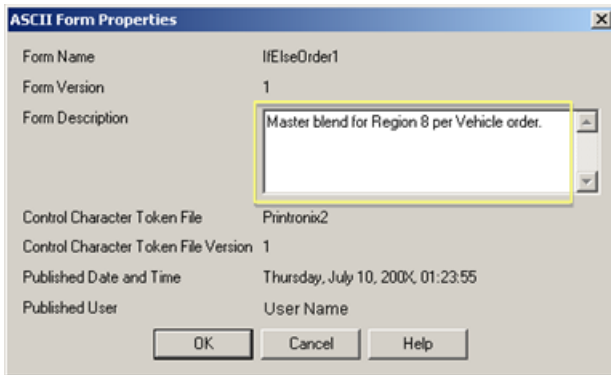 ASCII Form Properties
Form Name IfElseOrder1
Form Version 1
Form Description Master blend for Region 8 per Vehicle order.
Control Character Token File Printronix2
Control Character Token File Version 1
Published Date and Time Thursday, July 10, 200X, 01:23:55
Published User User Name
OK Cancel Help